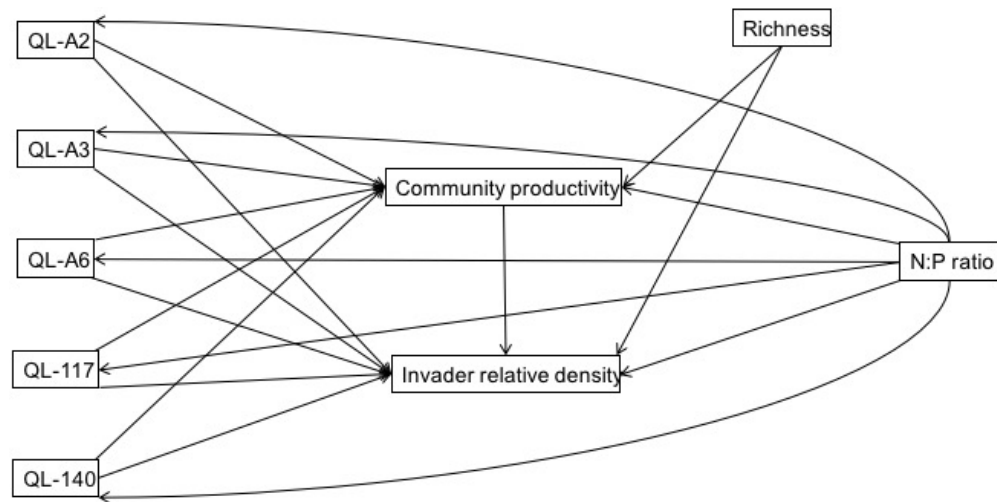 QL-A2
Richness
QL-A3
Community productivity
QL-A6
N:P ratio
QL-117
Invader relative density
QL-140